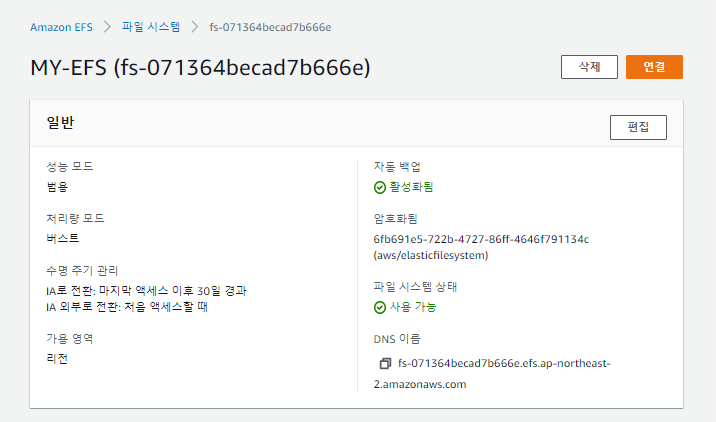 Amazon EFS > 파일 시스템 > fs-071364becad7b666e
MY-EFS (fs-071364becad7b666e)
삭제
연결
일반
편집
성능 모드
범용
처리량 모드
버스트
수명 주기 관리
IA로 전환: 마지막 액세스 이후 30일 경과
IA 외부로 전환: 처음 액세스할 때
가용 영역
리전
자동 백업
활성화됨
암호화됨
6fb691e5-722b-4727-86ff-4646f791134c
(aws/elasticfilesystem)
파일 시스템 상태
사용 가능
DNS 이름
fs-071364becad7b666e.efs.ap-northeast-
2.amazonaws.com